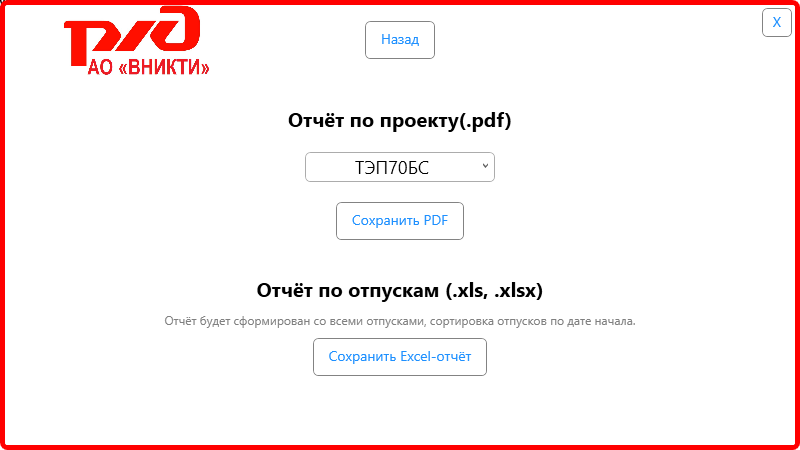 РЖД
АО «ВНИКТИ»
Назад
X
Отчёт по проекту(.pdf)
ТЭП70БС
Сохранить PDF
Отчёт по отпускам (.xls, .xlsx)
Отчёт будет сформирован со всеми отпусками, сортировка отпусков по дате начала.
Сохранить Excel-отчёт